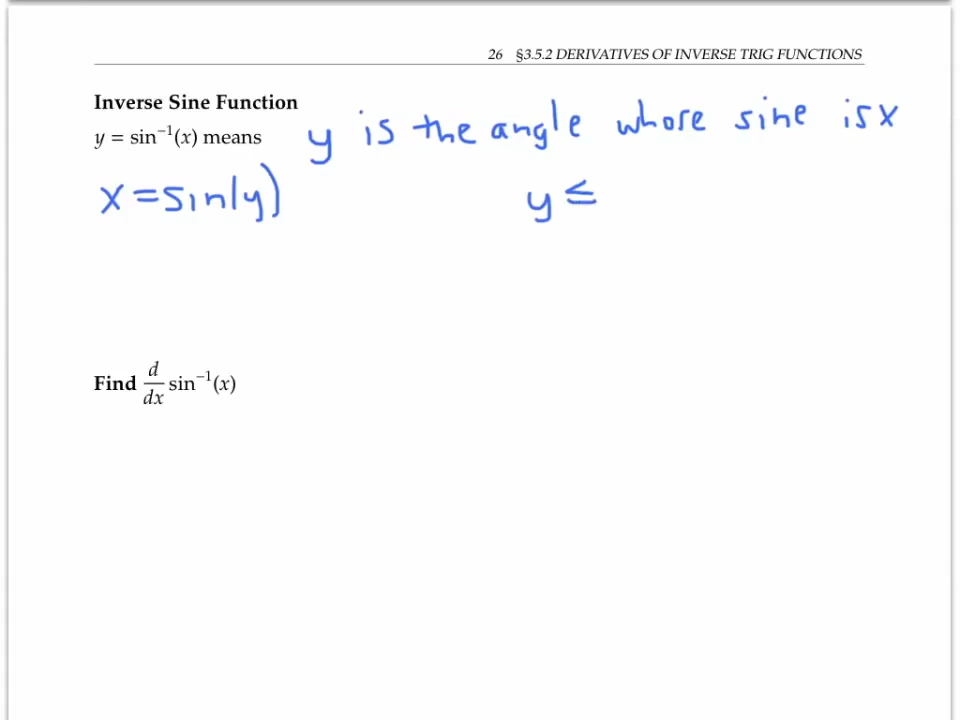 26 §3.5.2 DERIVATIVES OF INVERSE TRIG FUNCTIONS
Inverse Sine Function
y = sin⁻¹(x) means y is the angle whose sine is x
x = sin(y) y ≤
Find d/dx sin⁻¹(x)